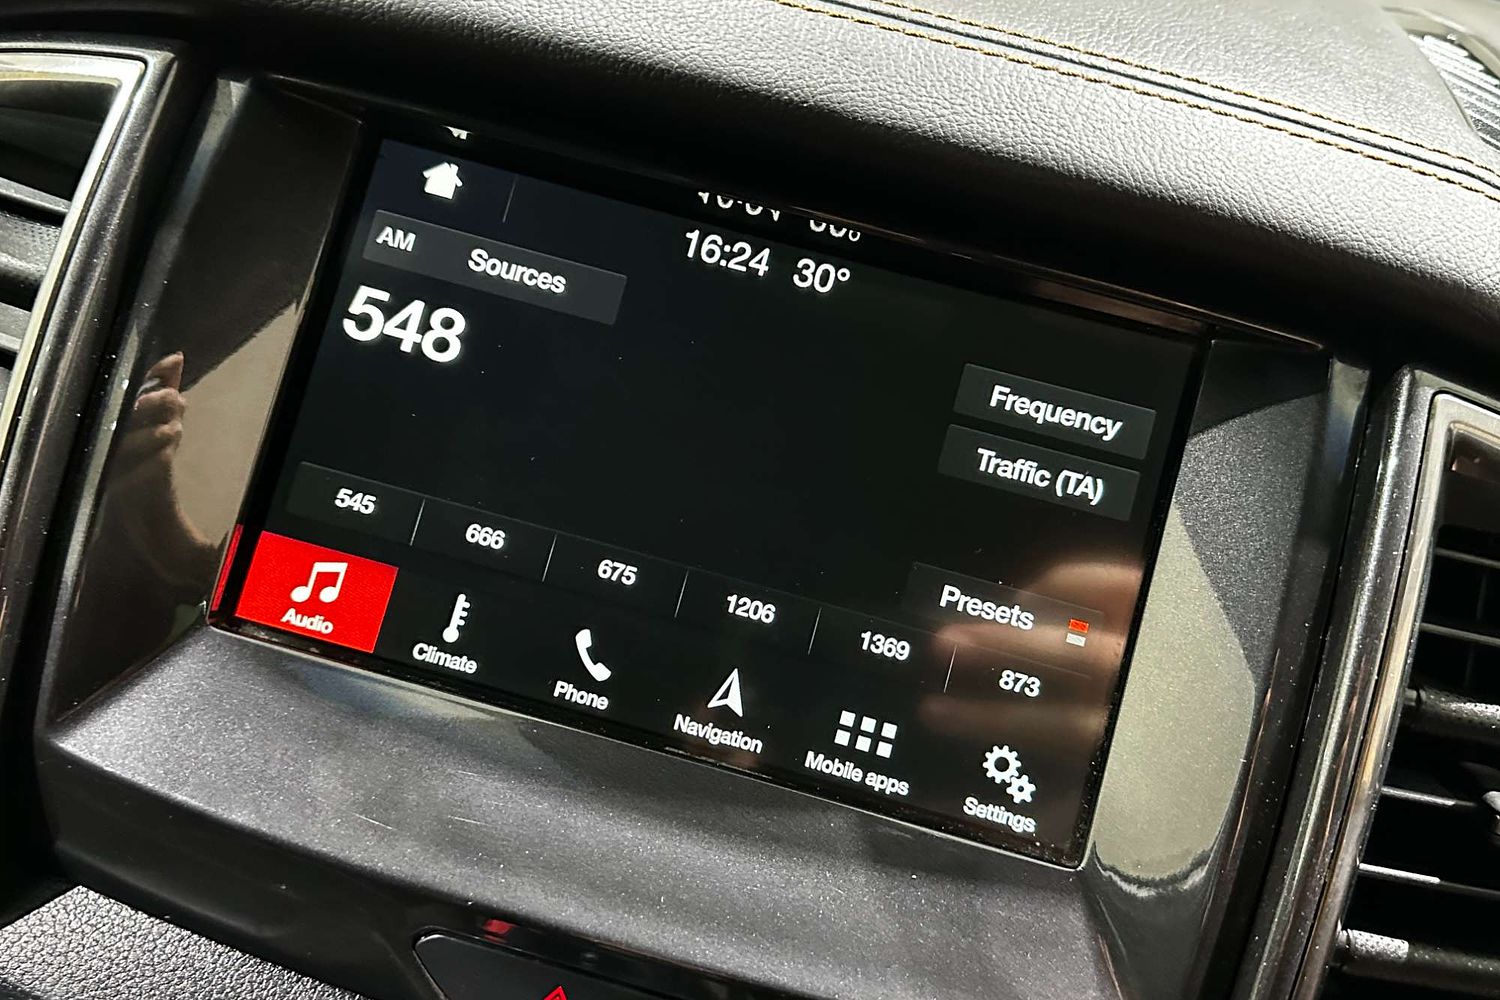 16:24 30°
AM Sources
548
Frequency
Traffic (TA)
Presets
545 666 675 1206 1369 873
Audio Climate Phone Navigation Mobile apps Settings